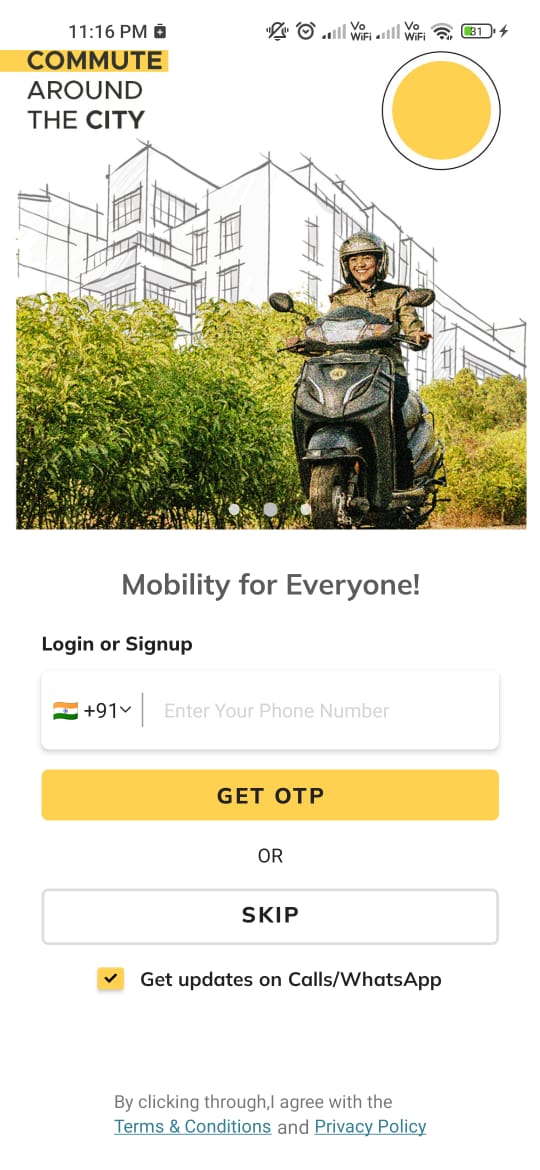 11:16 PM
Vo
WiFi
Vo
WiFi
31
COMMUTE
AROUND
THE CITY
Mobility for Everyone!
Login or Signup
+91
Enter Your Phone Number
GET OTP
OR
SKIP
Get updates on Calls/WhatsApp
By clicking through,I agree with the
Terms & Conditions and Privacy Policy